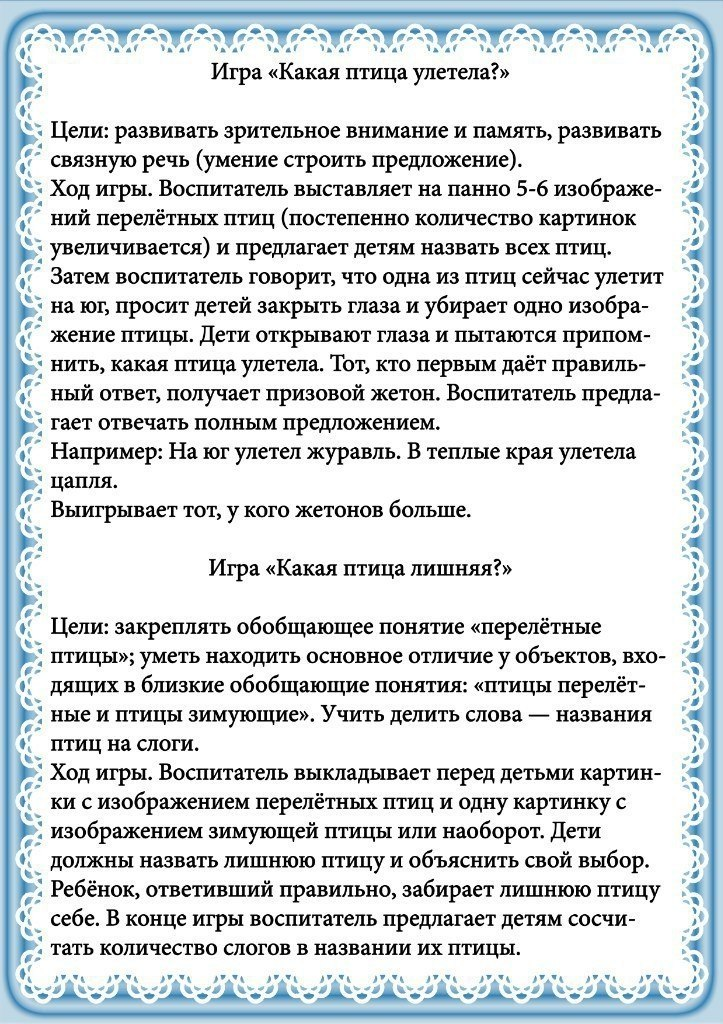 Игра «Какая птица улетела?»
Цели: развивать зрительное внимание и память, развивать
связную речь (умение строить предложение).
Ход игры. Воспитатель выставляет на панно 5-6 изображе-
ний перелётных птиц (постепенно количество картинок
увеличивается) и предлагает детям назвать всех птиц.
Затем воспитатель говорит, что одна из птиц сейчас улетит
на юг, просит детей закрыть глаза и убирает одно изобра-
жение птицы. Дети открывают глаза и пытаются припом-
нить, какая птица улетела. Тот, кто первым даёт правиль-
ный ответ, получает призовой жетон. Воспитатель предла-
гает отвечать полным предложением.
Например: На юг улетел журавль. В теплые края улетела
цапля.
Выигрывает тот, у кого жетонов больше.
Игра «Какая птица лишняя?»
Цели: закреплять обобщающее понятие «перелётные
птицы»; уметь находить основное отличие у объектов, вхо-
дящих в близкие обобщающие понятия: «птицы перелёт-
ные и птицы зимующие». Учить делить слова — названия
птиц на слоги.
Ход игры. Воспитатель выкладывает перед детьми картин-
ки с изображением перелётных птиц и одну картинку с
изображением зимующей птицы или наоборот. Дети
должны назвать лишнюю птицу и объяснить свой выбор.
Ребёнок, ответивший правильно, забирает лишнюю птицу
себе. В конце игры воспитатель предлагает детям сосчи-
тать количество слогов в названии их птицы.